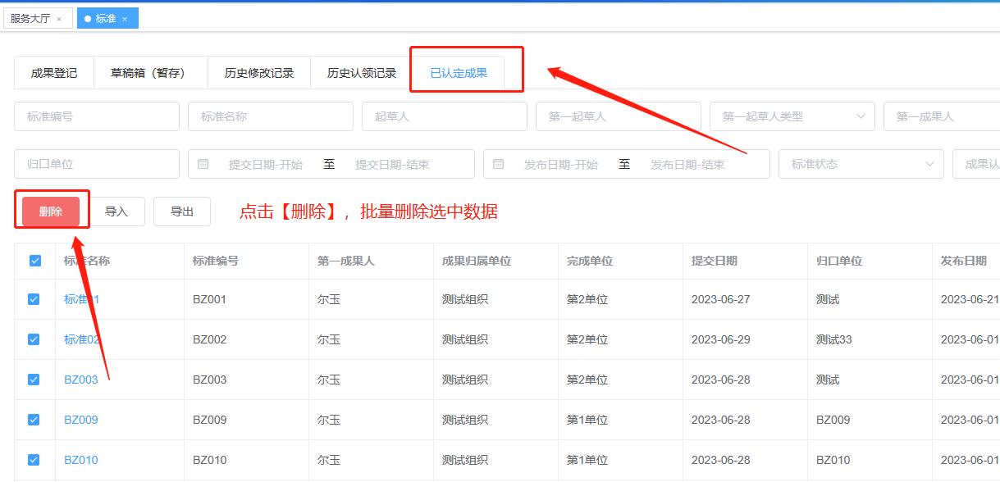 服务大厅 × 标准 ×
成果登记 草稿箱（暂存） 历史修改记录 历史认领记录 已认定成果
标准编号 标准名称 起草人 第一起草人 第一起草人类型 第一成果人
归口单位 提交日期-开始 至 提交日期-结束 发布日期-开始 至 发布日期-结束 标准状态 成果认
删除 导入 导出 点击【删除】，批量删除选中数据
标准名称 标准编号 第一成果人 成果归属单位 完成单位 提交日期 归口单位 发布日期
标准01 BZ001 尔玉 测试组织 第2单位 2023-06-27 测试 2023-06-21
标准02 BZ002 尔玉 测试组织 第2单位 2023-06-29 测试33 2023-06-01
BZ003 BZ003 尔玉 测试组织 第2单位 2023-06-28 测试 2023-06-01
BZ009 BZ009 尔玉 测试组织 第1单位 2023-06-28 BZ009 2023-06-01
BZ010 BZ010 尔玉 测试组织 第1单位 2023-06-28 BZ010 2023-06-01